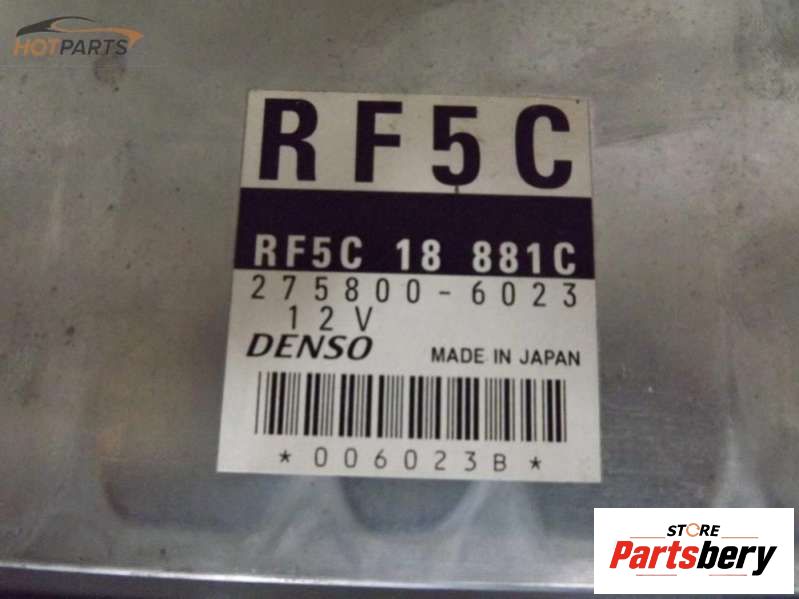 HOTPARTS
RF5C
RF5C 18 881C
275800-6023
12V
DENSO MADE IN JAPAN
*006023B*
STORE
Partsbery